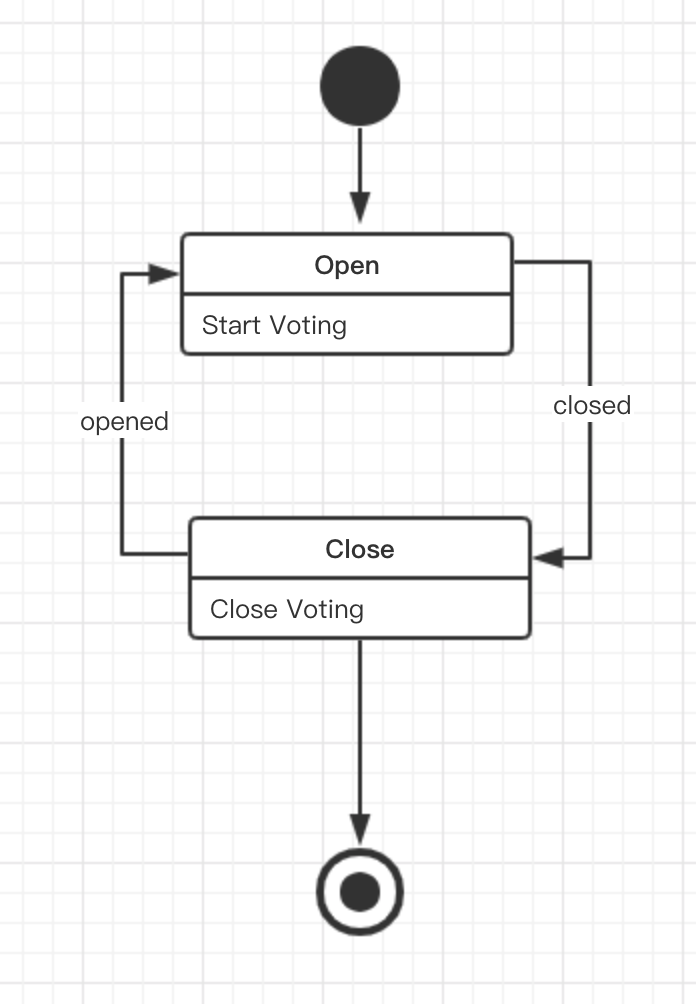 Open
Start Voting
closed
opened
Close
Close Voting